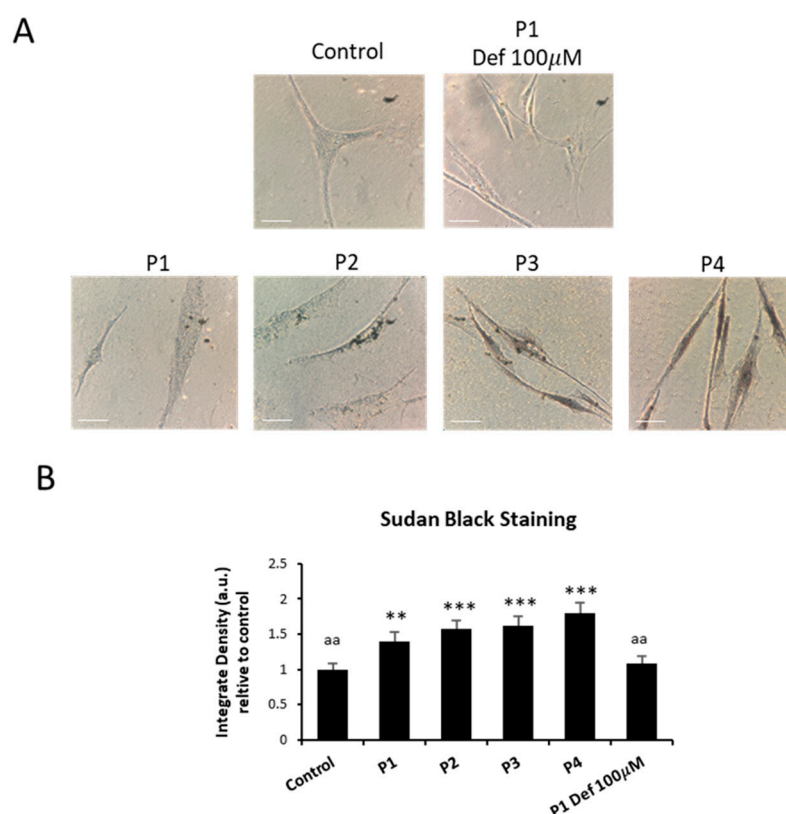 A
Control
P1
Def 100μM
P1
P2
P3
P4
B
Sudan Black Staining
Integrate Density (a.u.)
reltive to control
2.5
2
1.5
1
0.5
0
aa
**
***
***
***
aa
Control
P1
P2
P3
P4
P1 Def 100μM